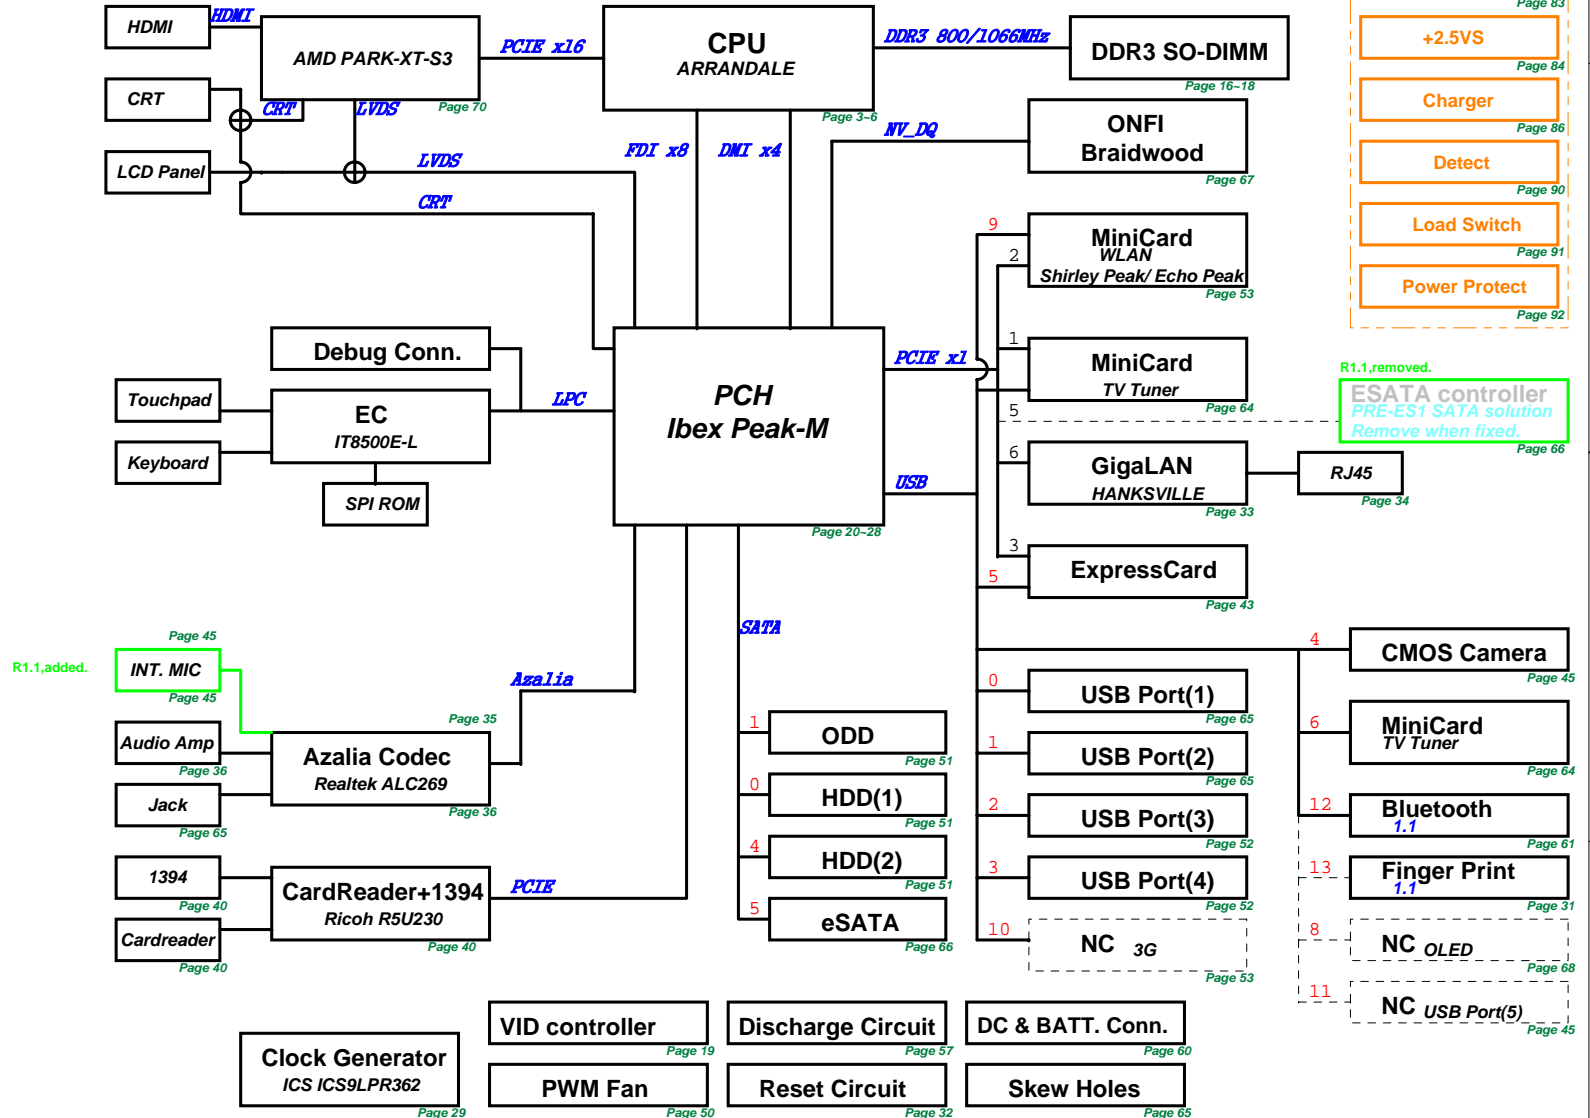 HDMI
HDMI
AMD PARK-XT-S3
Page 70
PCIE x16
CPU
ARRANDALE
Page 3~6
DDR3 800/1066MHz
DDR3 SO-DIMM
Page 16~18
Page 83
+2.5VS
Page 84
Charger
Page 86
Detect
Page 90
Load Switch
Page 91
Power Protect
Page 92
CRT
CRT
LVDS
LCD Panel
LVDS
CRT
FDI x8
DMI x4
NV_DQ
ONFI
Braidwood
Page 67
9
2
MiniCard
WLAN
Shirley Peak/ Echo Peak
Page 53
Debug Conn.
Touchpad
Keyboard
EC
IT8500E-L
SPI ROM
LPC
PCH
Ibex Peak-M
Page 20~28
PCIE x1
1
MiniCard
TV Tuner
Page 64
5
R1.1,removed.
ESATA controller
PRE-ES1 SATA solution
Remove when fixed.
Page 66
6
GigaLAN
HANKSVILLE
Page 33
RJ45
Page 34
USB
3
5
ExpressCard
Page 43
Page 45
R1.1,added.
INT. MIC
Page 45
Azalia
Page 35
Audio Amp
Page 36
Azalia Codec
Realtek ALC269
Page 36
Jack
Page 65
1394
Page 40
CardReader+1394
Ricoh R5U230
Page 40
PCIE
Cardreader
Page 40
SATA
1
ODD
Page 51
0
HDD(1)
Page 51
4
HDD(2)
Page 51
5
eSATA
Page 66
0
USB Port(1)
Page 65
1
USB Port(2)
Page 65
2
USB Port(3)
Page 52
3
USB Port(4)
Page 52
10
NC 3G
Page 53
4
CMOS Camera
Page 45
6
MiniCard
TV Tuner
Page 64
12
Bluetooth
1.1
Page 61
13
Finger Print
1.1
Page 31
8
NC OLED
Page 68
11
NC USB Port(5)
Page 45
Clock Generator
ICS ICS9LPR362
Page 29
VID controller
Page 19
Discharge Circuit
Page 57
DC & BATT. Conn.
Page 60
PWM Fan
Page 50
Reset Circuit
Page 32
Skew Holes
Page 65